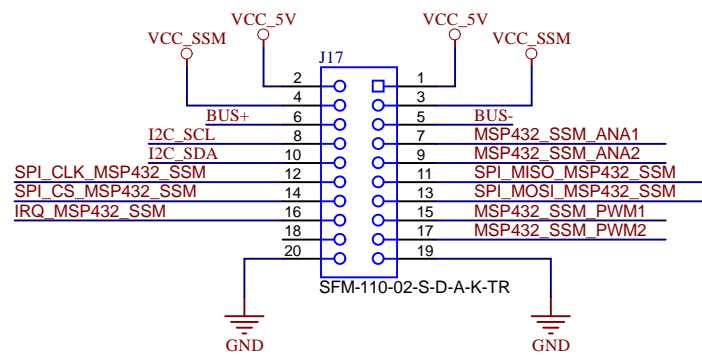 VCC_5V VCC_5V
VCC_SSM VCC_SSM
J17
2 1
4 3
BUS+ 6 5 BUS-
I2C_SCL 8 7 MSP432_SSM_ANA1
I2C_SDA 10 9 MSP432_SSM_ANA2
SPI_CLK_MSP432_SSM 12 11 SPI_MISO_MSP432_SSM
SPI_CS_MSP432_SSM 14 13 SPI_MOSI_MSP432_SSM
IRQ_MSP432_SSM 16 15 MSP432_SSM_PWM1
18 17 MSP432_SSM_PWM2
20 19
SFM-110-02-S-D-A-K-TR
GND GND